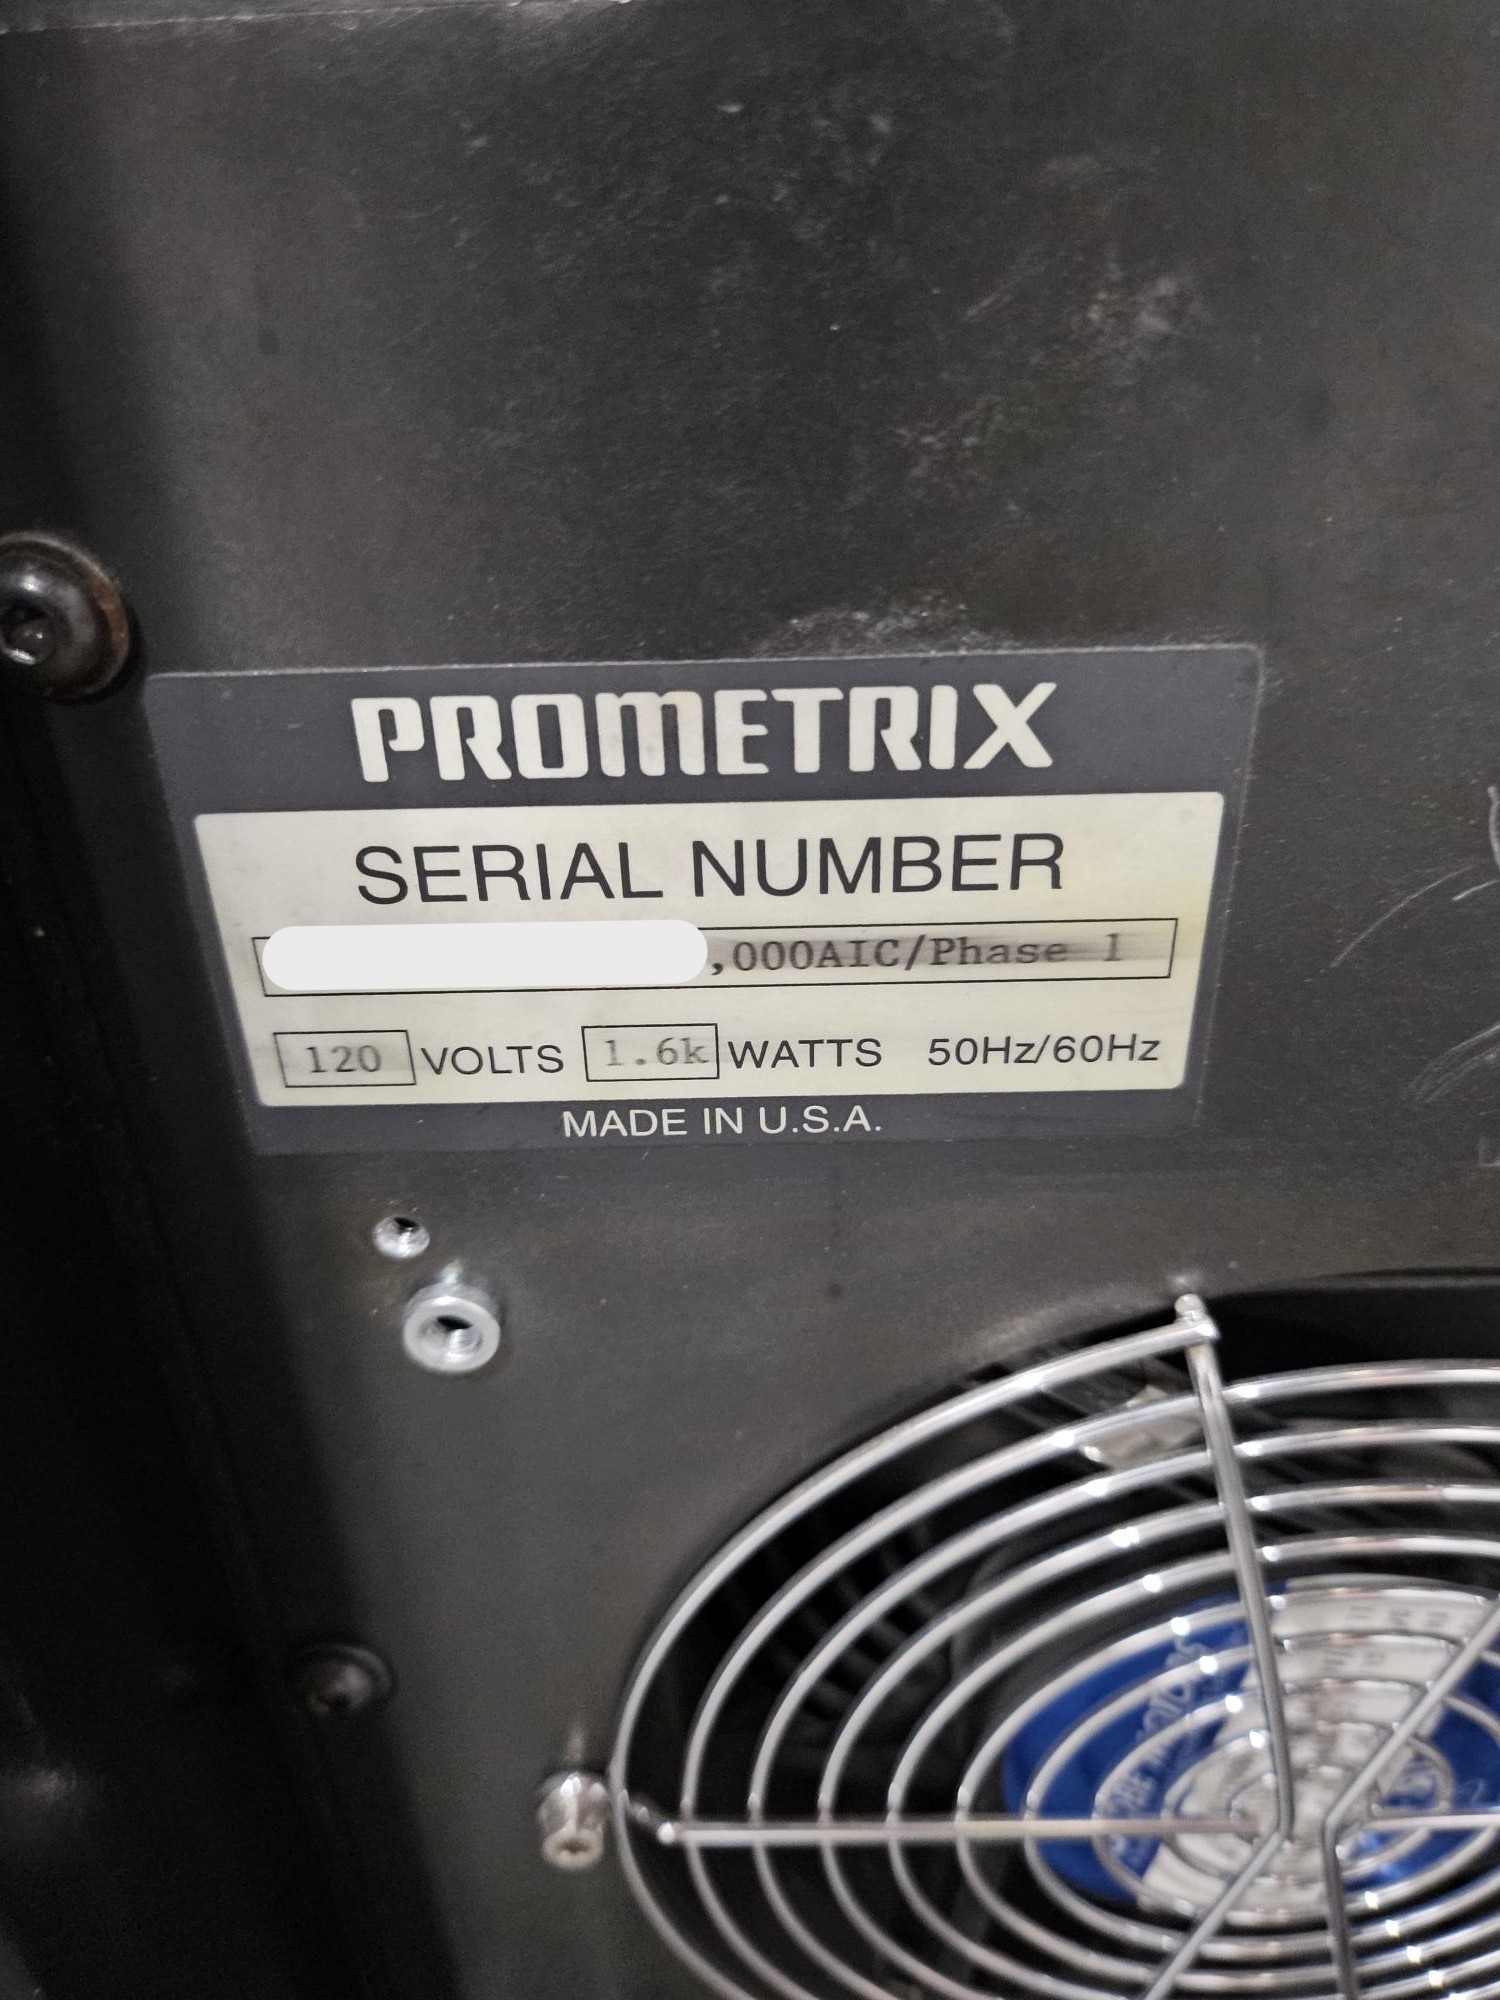 PROMETRIX
SERIAL NUMBER
,000AIC/Phase 1
120 VOLTS 1.6k WATTS 50Hz/60Hz
MADE IN U.S.A.